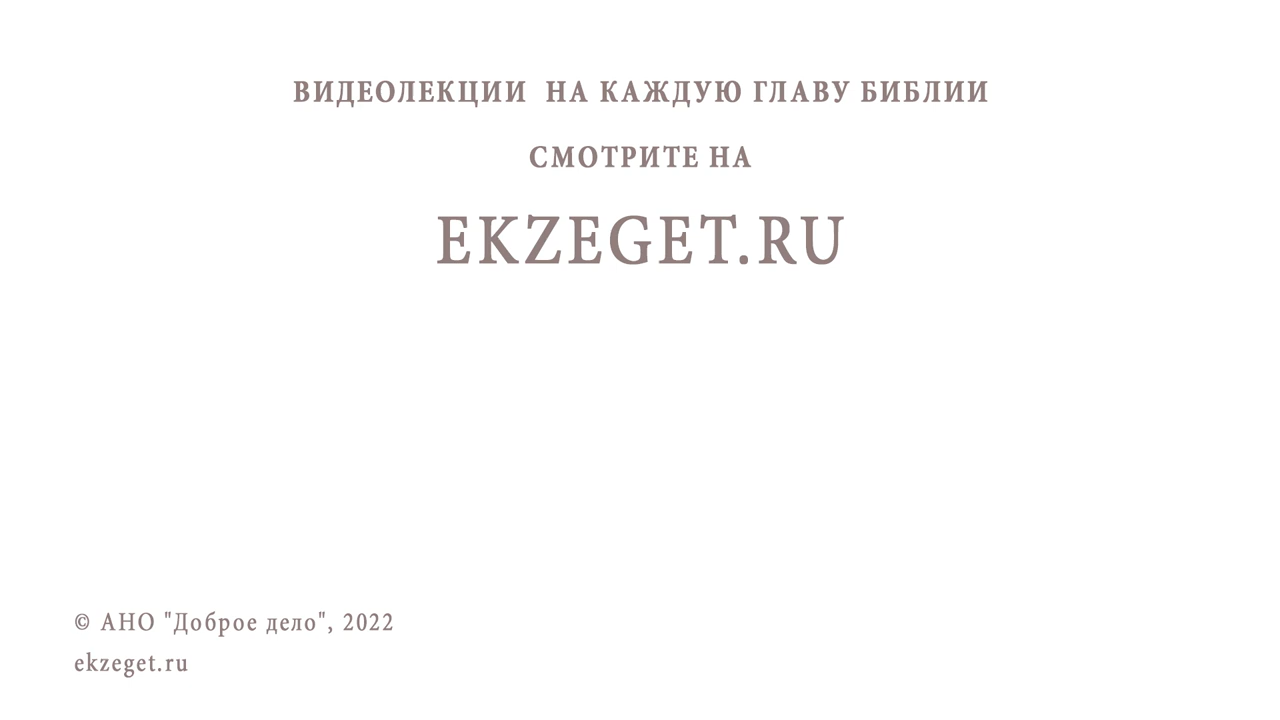 ВИДЕОЛЕКЦИИ НА КАЖДУЮ ГЛАВУ БИБЛИИ
СМОТРИТЕ НА
EKZEGET.RU
© АНО "Доброе дело", 2022
ekzeget.ru